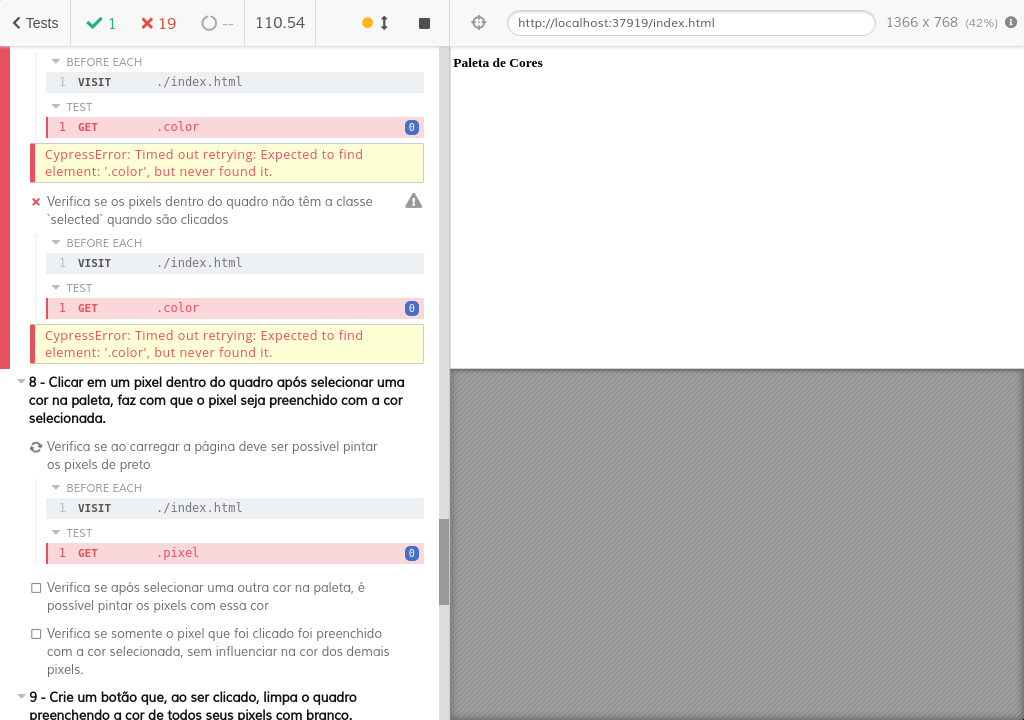 Tests
1
19
--
110.54
http://localhost:37919/index.html
1366 x 768 (42%)
BEFORE EACH
1 VISIT ./index.html
TEST
1 GET .color 0
CypressError: Timed out retrying: Expected to find
element: '.color', but never found it.
Verifica se os pixels dentro do quadro não têm a classe
`selected` quando são clicados
BEFORE EACH
1 VISIT ./index.html
TEST
1 GET .color 0
CypressError: Timed out retrying: Expected to find
element: '.color', but never found it.
8 - Clicar em um pixel dentro do quadro após selecionar uma
cor na paleta, faz com que o pixel seja preenchido com a cor
selecionada.
Verifica se ao carregar a página deve ser possível pintar
os pixels de preto
BEFORE EACH
1 VISIT ./index.html
TEST
1 GET .pixel 0
Verifica se após selecionar uma outra cor na paleta, é
possível pintar os pixels com essa cor
Verifica se somente o pixel que foi clicado foi preenchido
com a cor selecionada, sem influenciar na cor dos demais
pixels.
9 - Crie um botão que, ao ser clicado, limpa o quadro
preenchendo a cor de todos seus pixels com branco.
Paleta de Cores